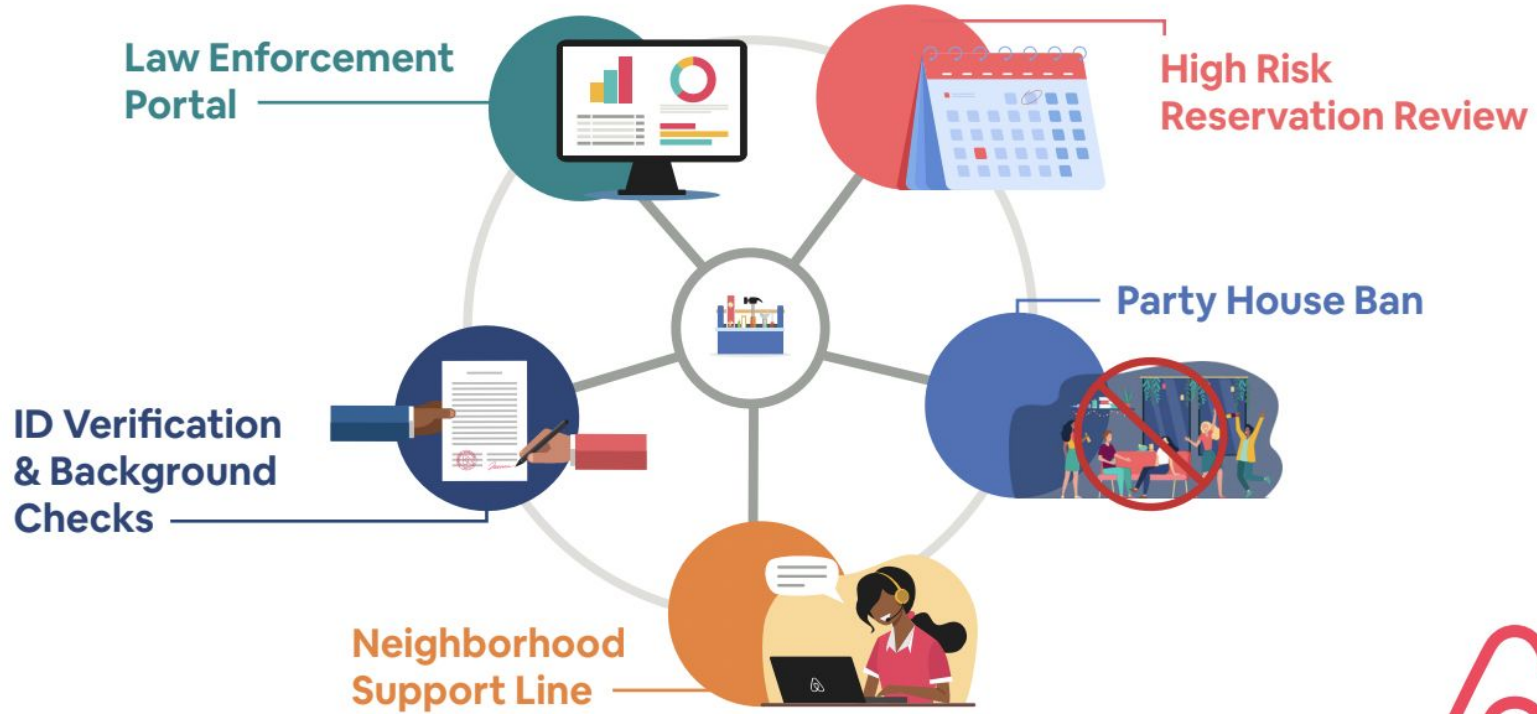 Law Enforcement
Portal
High Risk
Reservation Review
Party House Ban
ID Verification
& Background
Checks
Neighborhood
Support Line